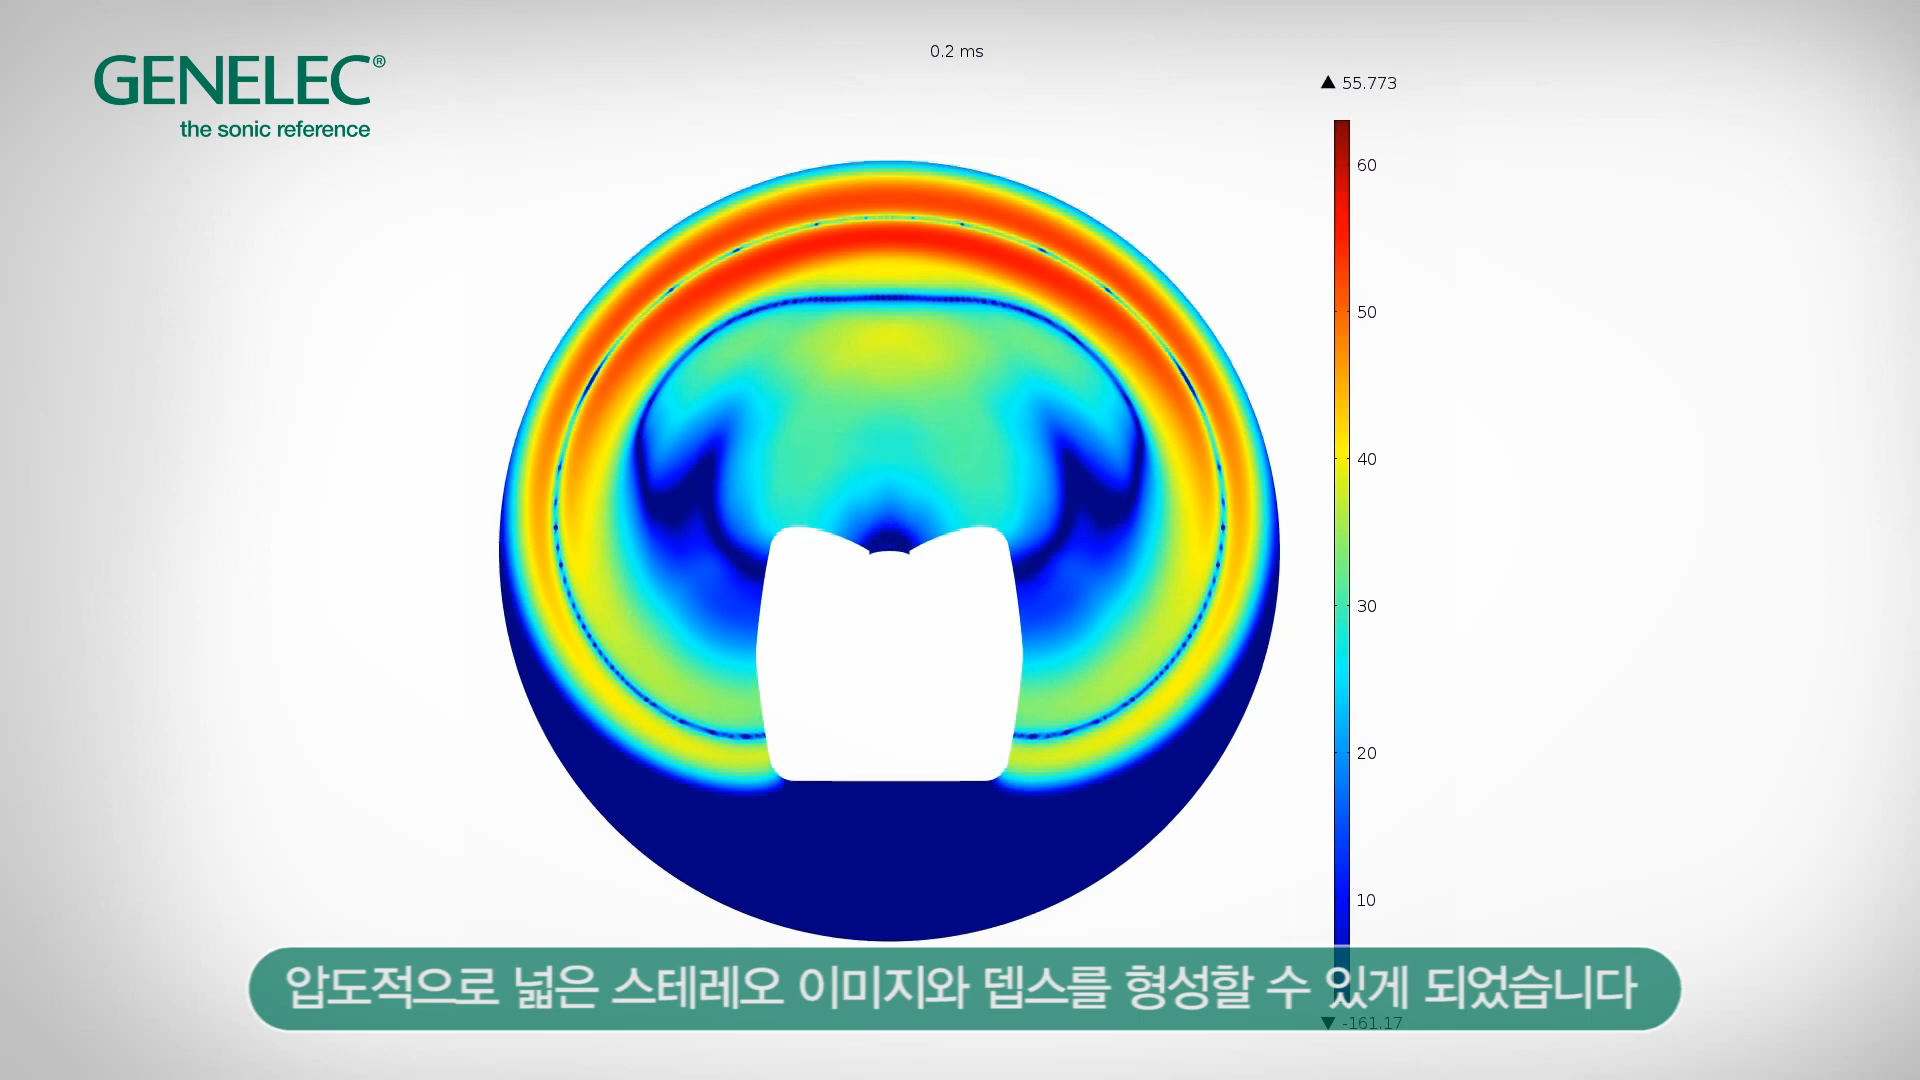 GENELEC®
the sonic reference
0.2 ms
▲ 55.773
60
50
40
30
20
10
▼ -161.17
압도적으로 넓은 스테레오 이미지와 뎁스를 형성할 수 있게 되었습니다